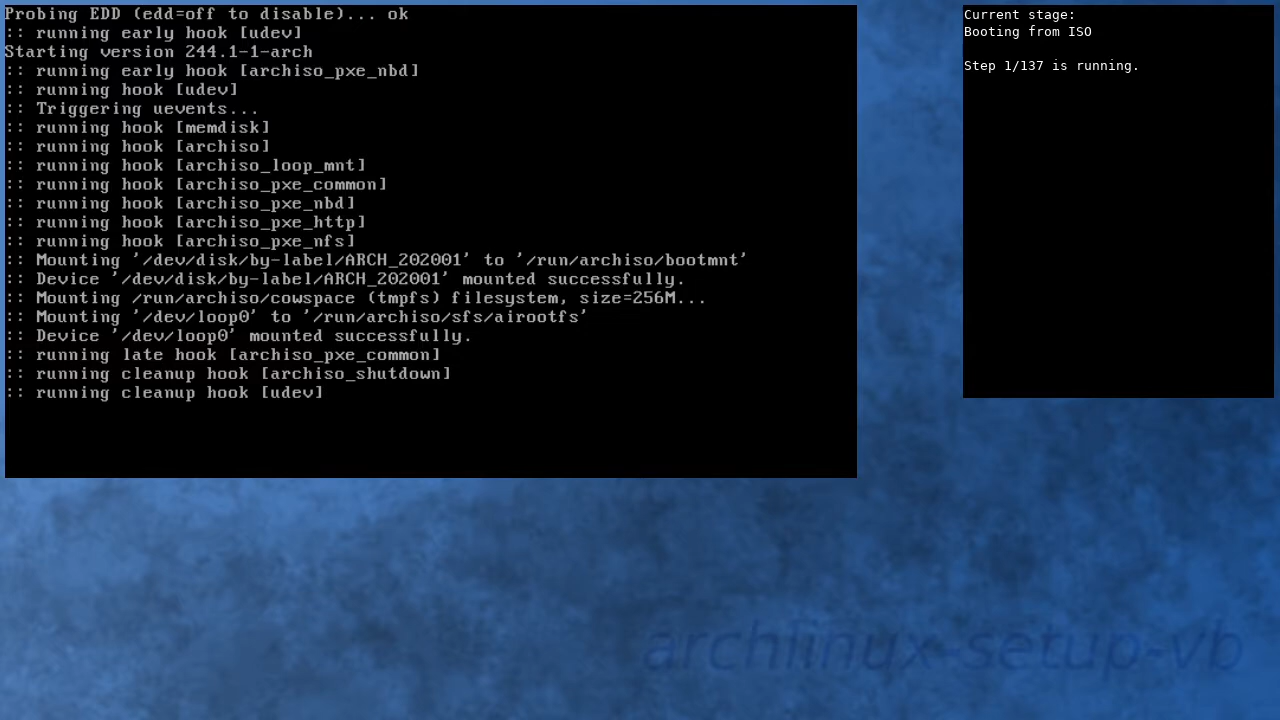 Probing EDD (edd=off to disable)... ok
:: running early hook [udev]
Starting version 244.1-1-arch
:: running early hook [archiso_pxe_nbd]
:: running hook [udev]
:: Triggering uevents...
:: running hook [memdisk]
:: running hook [archiso]
:: running hook [archiso_loop_mnt]
:: running hook [archiso_pxe_common]
:: running hook [archiso_pxe_nbd]
:: running hook [archiso_pxe_http]
:: running hook [archiso_pxe_nfs]
:: Mounting '/dev/disk/by-label/ARCH_202001' to '/run/archiso/bootmnt'
:: Device '/dev/disk/by-label/ARCH_202001' mounted successfully.
:: Mounting /run/archiso/cowspace (tmpfs) filesystem, size=256M...
:: Mounting '/dev/loop0' to '/run/archiso/sfs/airootfs'
:: Device '/dev/loop0' mounted successfully.
:: running late hook [archiso_pxe_common]
:: running cleanup hook [archiso_shutdown]
:: running cleanup hook [udev]
Current stage:
Booting from ISO
Step 1/137 is running.
archlinux-setup-vb